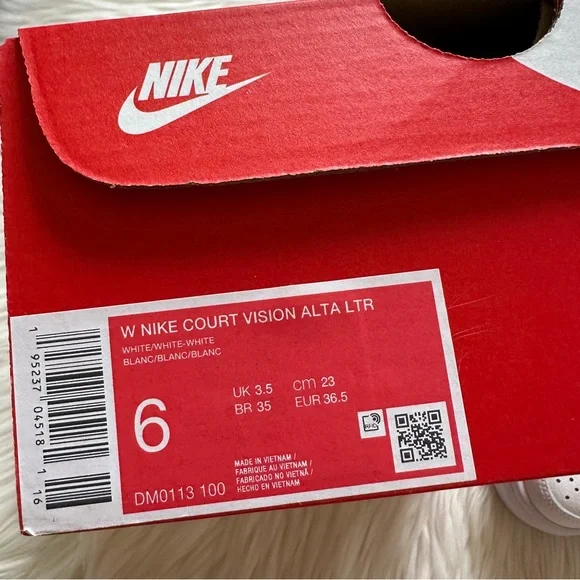 NIKE
W NIKE COURT VISION ALTA LTR
WHITE/WHITE-WHITE
BLANC/BLANC/BLANC
6
UK 3.5 cm 23
BR 35 EUR 36.5
RFID
MADE IN VIETNAM /
FABRIQUE AU VIETNAM /
FABRICADO NO VIETNÃ /
HECHO EN VIETNAM
DM0113 100
1 95237 04518 1 16